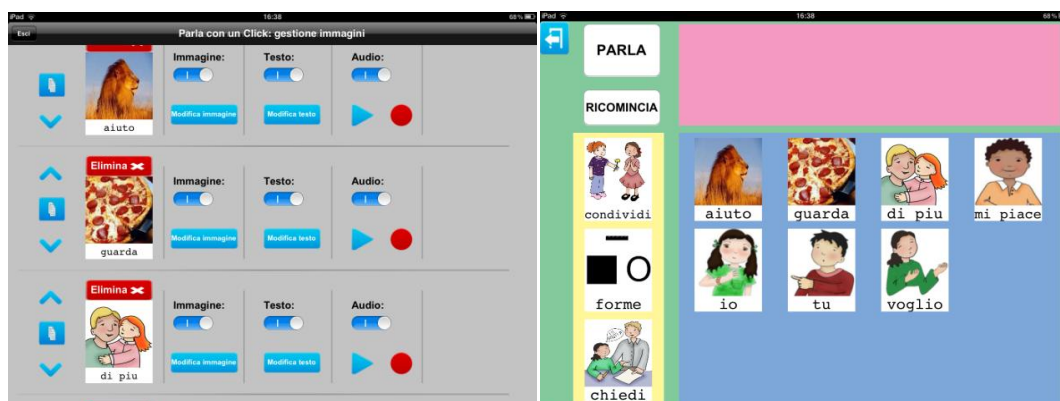 iPad 16:38 68%
Esci Parla con un Click: gestione immagini
Immagine: Testo: Audio:
Modifica immagine Modifica testo
aiuto
Elimina
Immagine: Testo: Audio:
Modifica immagine Modifica testo
guarda
Elimina
Immagine: Testo: Audio:
Modifica immagine Modifica testo
di piu
iPad 16:38 68%
PARLA
RICOMINCIA
condividi
forme
chiedi
aiuto guarda di piu mi piace
io tu voglio